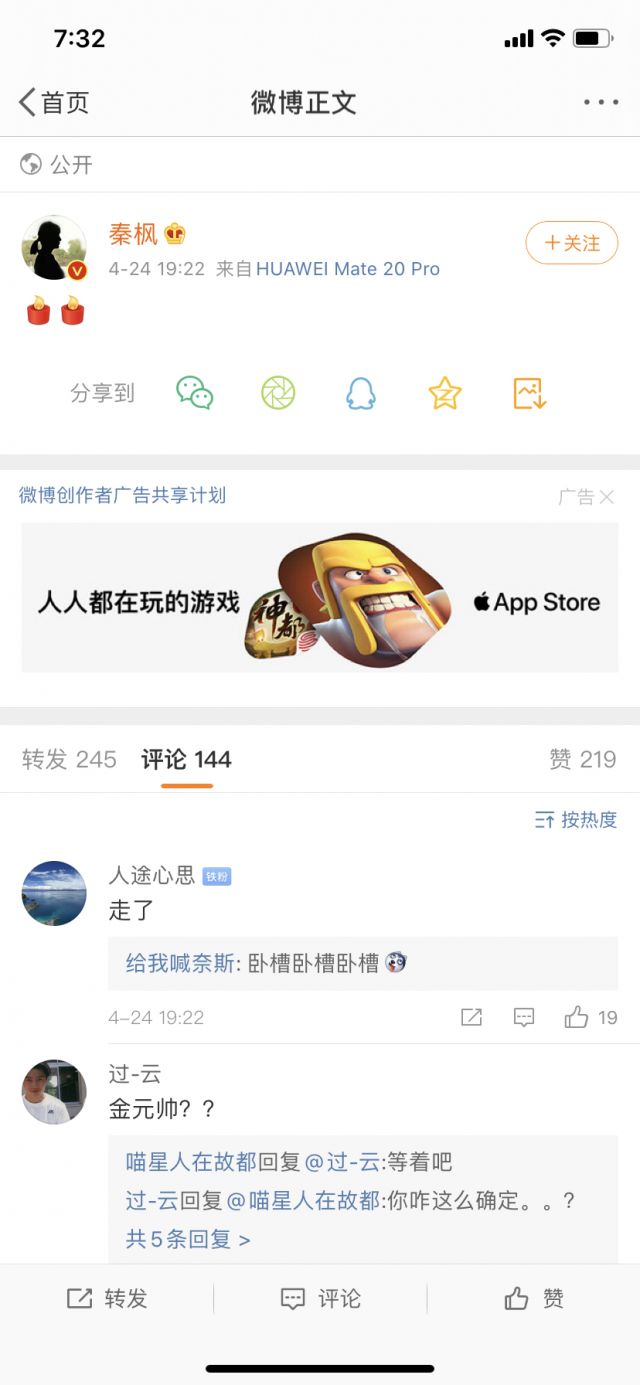 7:32
首页
微博正文
公开
秦枫
4-24 19:22 来自HUAWEI Mate 20 Pro
+关注
分享到
微博创作者广告共享计划
广告
人人都在玩的游戏
神都
App Store
转发 245
评论 144
赞 219
按热度
人途心思 铁粉
走了
给我喊奈斯: 卧槽卧槽卧槽
4-24 19:22
19
过-云
金元帅？？
喵星人在故都回复@过-云:等着吧
过-云回复@喵星人在故都:你咋这么确定。。?
共5条回复 >
转发
评论
赞